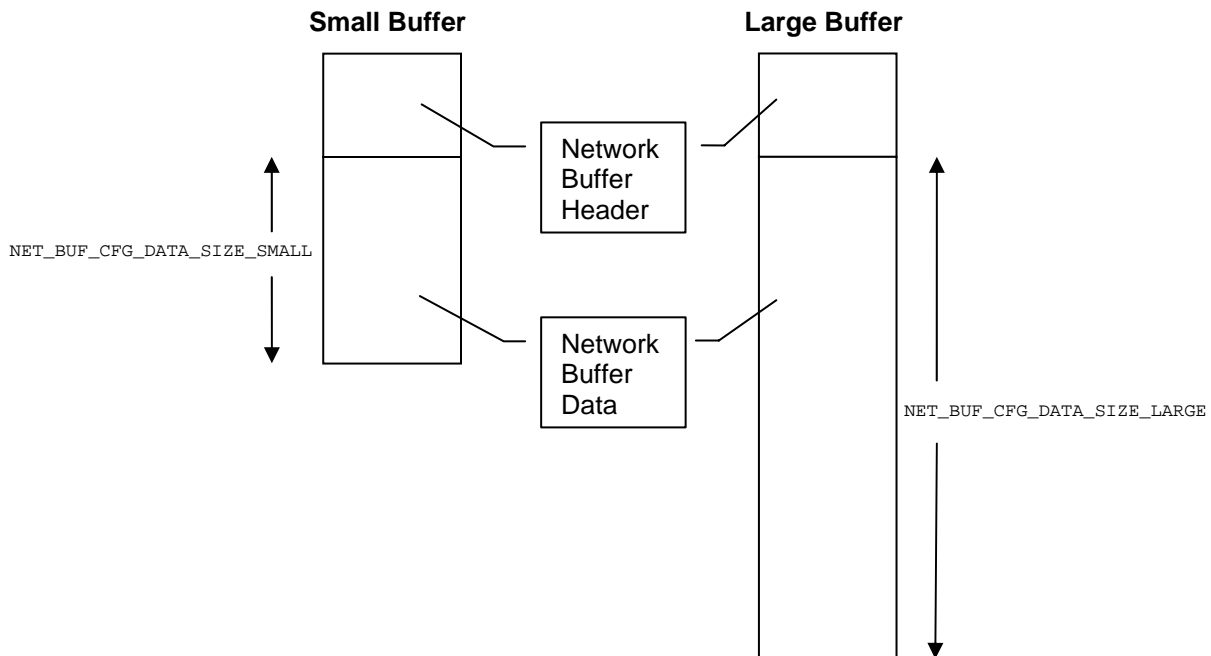 Small Buffer
Large Buffer
Network
Buffer
Header
NET_BUF_CFG_DATA_SIZE_SMALL
Network
Buffer
Data
NET_BUF_CFG_DATA_SIZE_LARGE